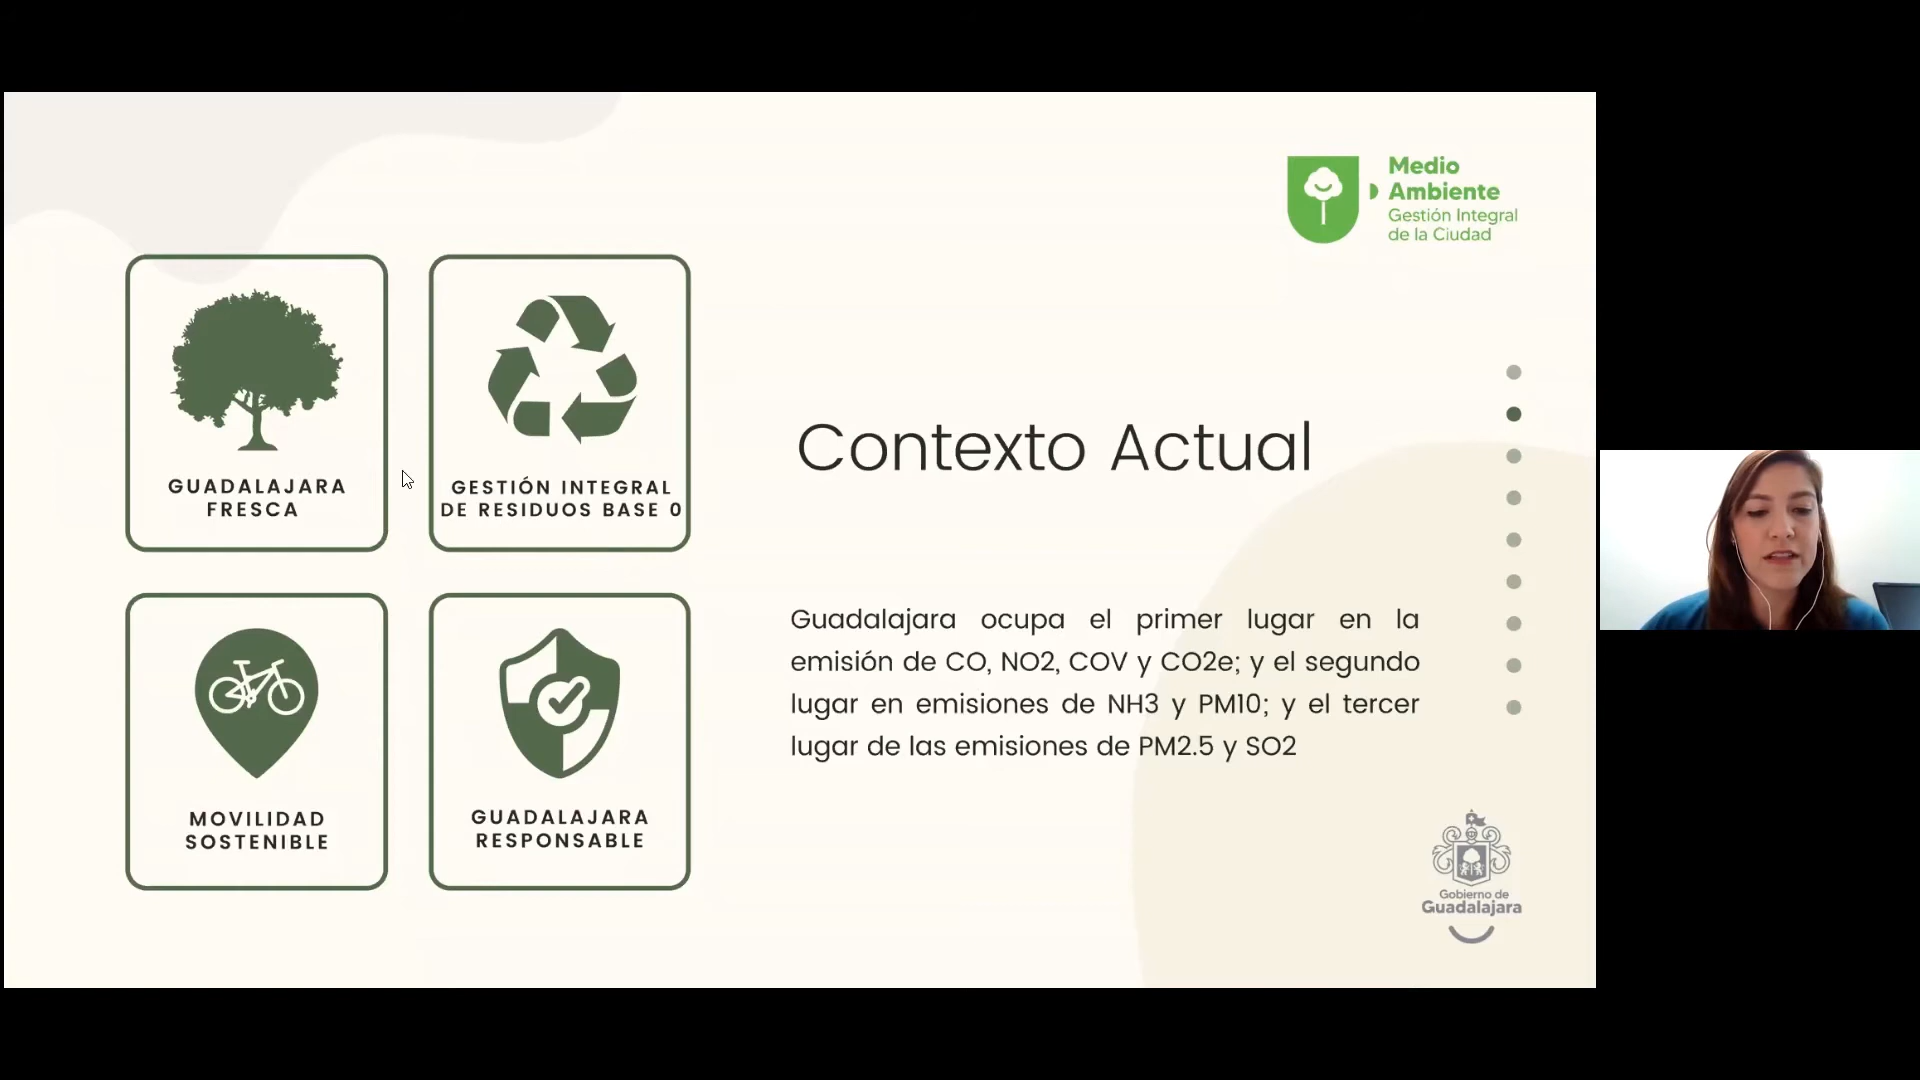 Medio
Ambiente
Gestión Integral
de la Ciudad
GUADALAJARA
FRESCA
GESTIÓN INTEGRAL
DE RESIDUOS BASE 0
MOVILIDAD
SOSTENIBLE
GUADALAJARA
RESPONSABLE
Contexto Actual
Guadalajara ocupa el primer lugar en la
emisión de CO, NO2, COV y CO2e; y el segundo
lugar en emisiones de NH3 y PM10; y el tercer
lugar de las emisiones de PM2.5 y SO2
Gobierno de
Guadalajara